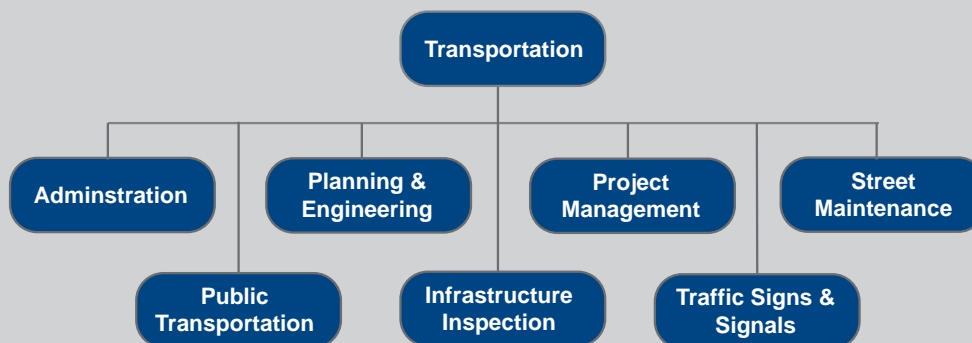 Transportation
Adminstration
Planning &
Engineering
Project
Management
Street
Maintenance
Public
Transportation
Infrastructure
Inspection
Traffic Signs &
Signals